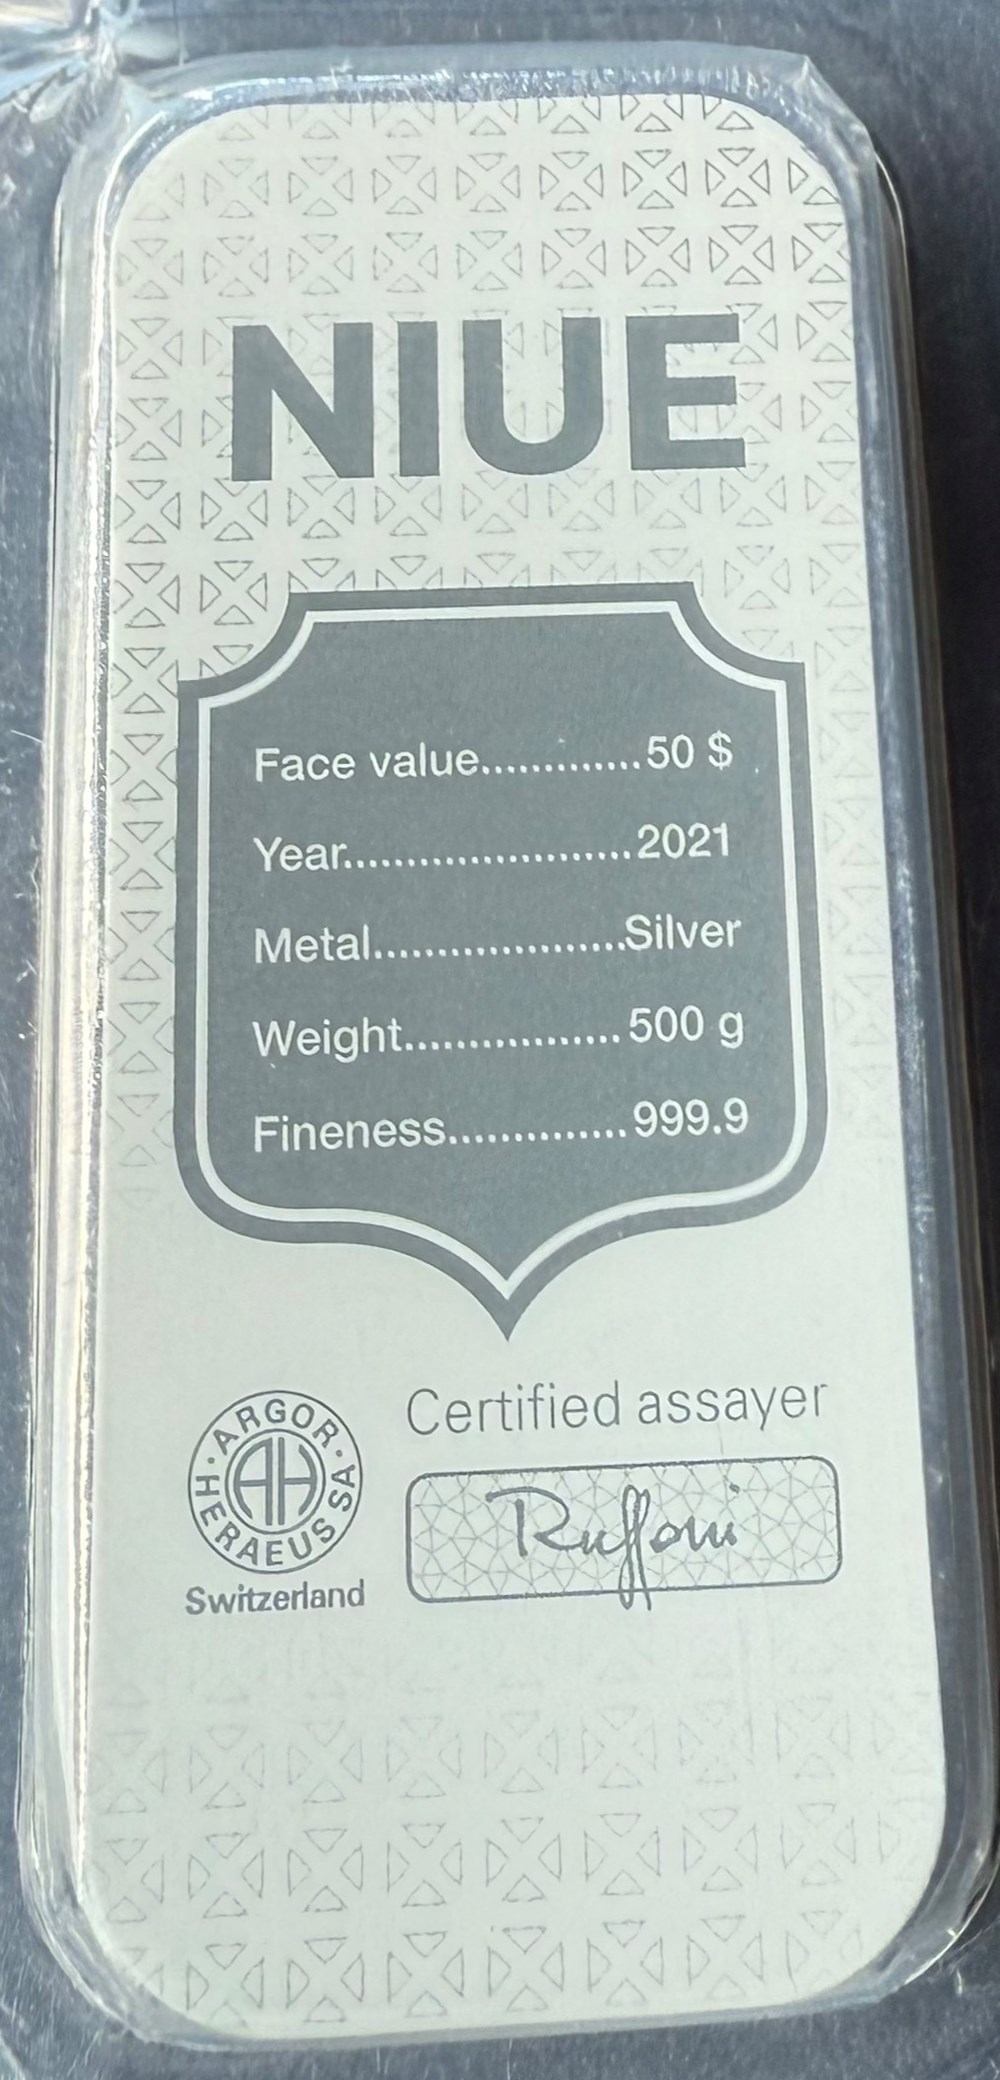 NIUE
Face value.............50 $
Year.......................2021
Metal....................Silver
Weight.................500 g
Fineness..............999.9
Certified assayer
·ARGOR·
HERAEUS SA
AH
Switzerland
Ruffoni